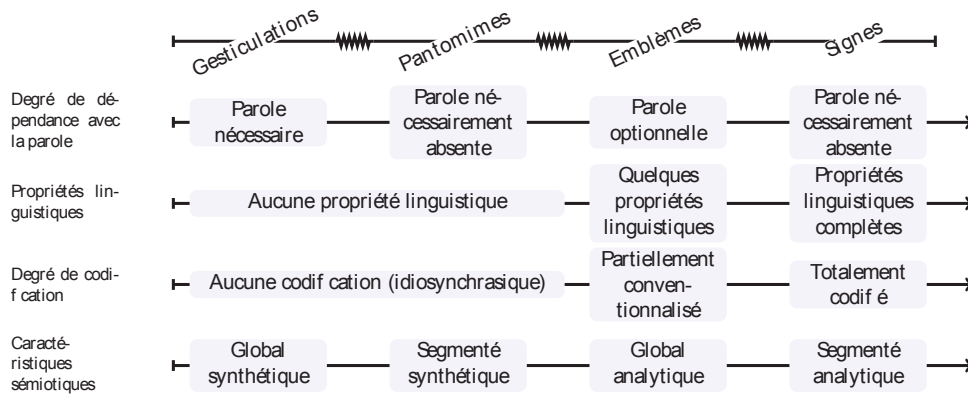 Gesticulations
Pantomimes
Emblèmes
Signes
Degré de dé-
pendance avec
la parole
Parole
nécessaire
Parole né-
cessairement
absente
Parole
optionnelle
Parole né-
cessairement
absente
Propriétés lin-
guistiques
Aucune propriété linguistique
Quelques
propriétés
linguistiques
Propriétés
linguistiques
complètes
Degré de codi-
f cation
Aucune codif cation (idiosynchrasique)
Partiellement
conven-
tionnalisé
Totalement
codif é
Caracté-
ristiques
sémiotiques
Global
synthétique
Segmenté
synthétique
Global
analytique
Segmenté
analytique